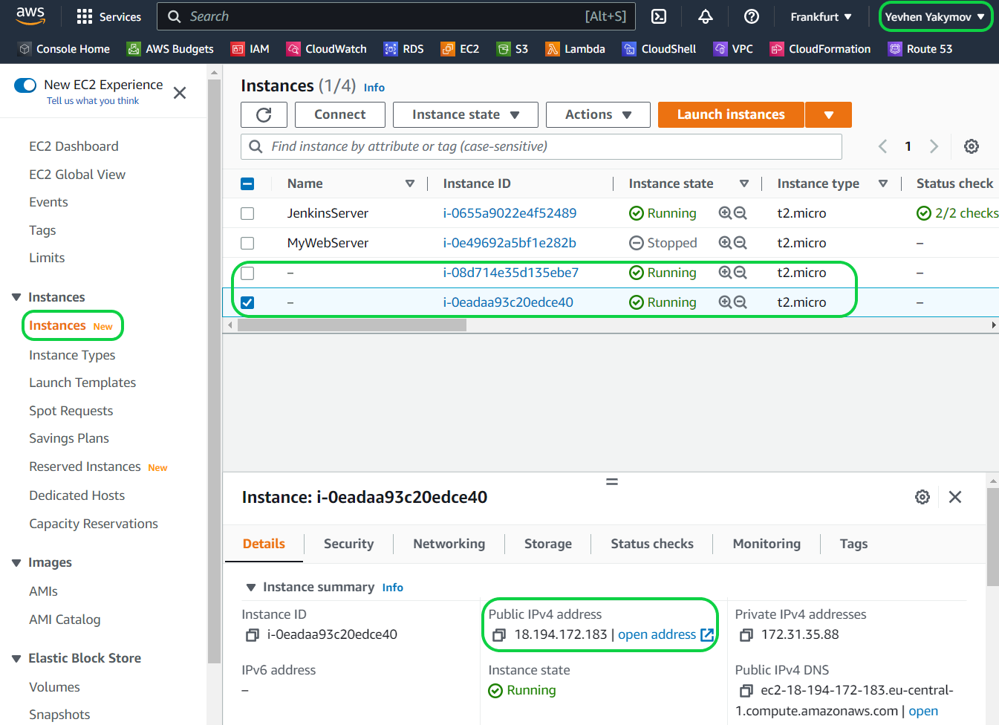 aws Services Search [Alt+S] Frankfurt Yevhen Yakymov
Console Home AWS Budgets IAM CloudWatch RDS EC2 S3 Lambda CloudShell VPC CloudFormation Route 53
New EC2 Experience
Tell us what you think
EC2 Dashboard
EC2 Global View
Events
Tags
Limits
Instances
Instances New
Instance Types
Launch Templates
Spot Requests
Savings Plans
Reserved Instances New
Dedicated Hosts
Capacity Reservations
Images
AMIs
AMI Catalog
Elastic Block Store
Volumes
Snapshots
Instances (1/4) Info
Connect Instance state Actions Launch instances
Find instance by attribute or tag (case-sensitive) 1
Name Instance ID Instance state Instance type Status check
JenkinsServer i-0655a9022e4f52489 Running t2.micro 2/2 checks
MyWebServer i-0e49692a5bf1e282b Stopped t2.micro –
– i-08d714e35d135ebe7 Running t2.micro –
– i-0eadaa93c20edce40 Running t2.micro –
Instance: i-0eadaa93c20edce40
Details Security Networking Storage Status checks Monitoring Tags
Instance summary Info
Instance ID
i-0eadaa93c20edce40
Public IPv4 address
18.194.172.183 | open address
Private IPv4 addresses
172.31.35.88
IPv6 address
–
Instance state
Running
Public IPv4 DNS
ec2-18-194-172-183.eu-central-
1.compute.amazonaws.com | open